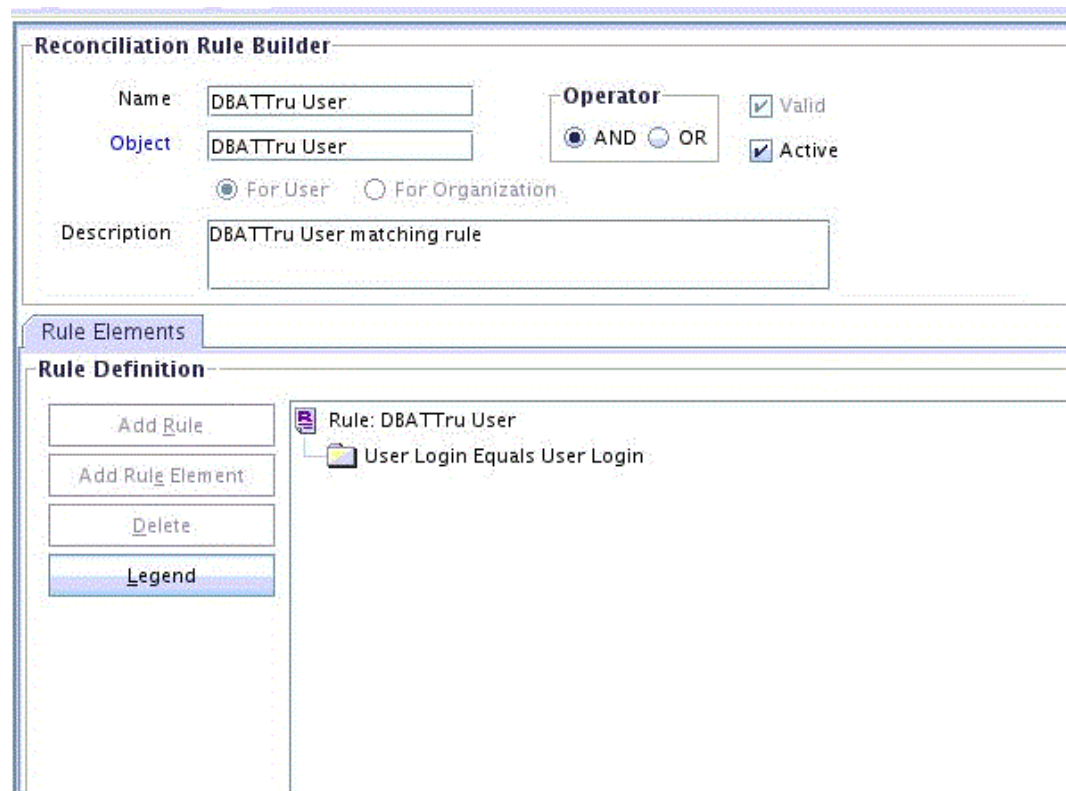 Reconciliation Rule Builder
Name
DBATTru User
Operator
Valid
Object
DBATTru User
AND
OR
Active
For User
For Organization
Description
DBATTru User matching rule
Rule Elements
Rule Definition
Add Rule
Rule: DBATTru User
Add Rule Element
User Login Equals User Login
Delete
Legend